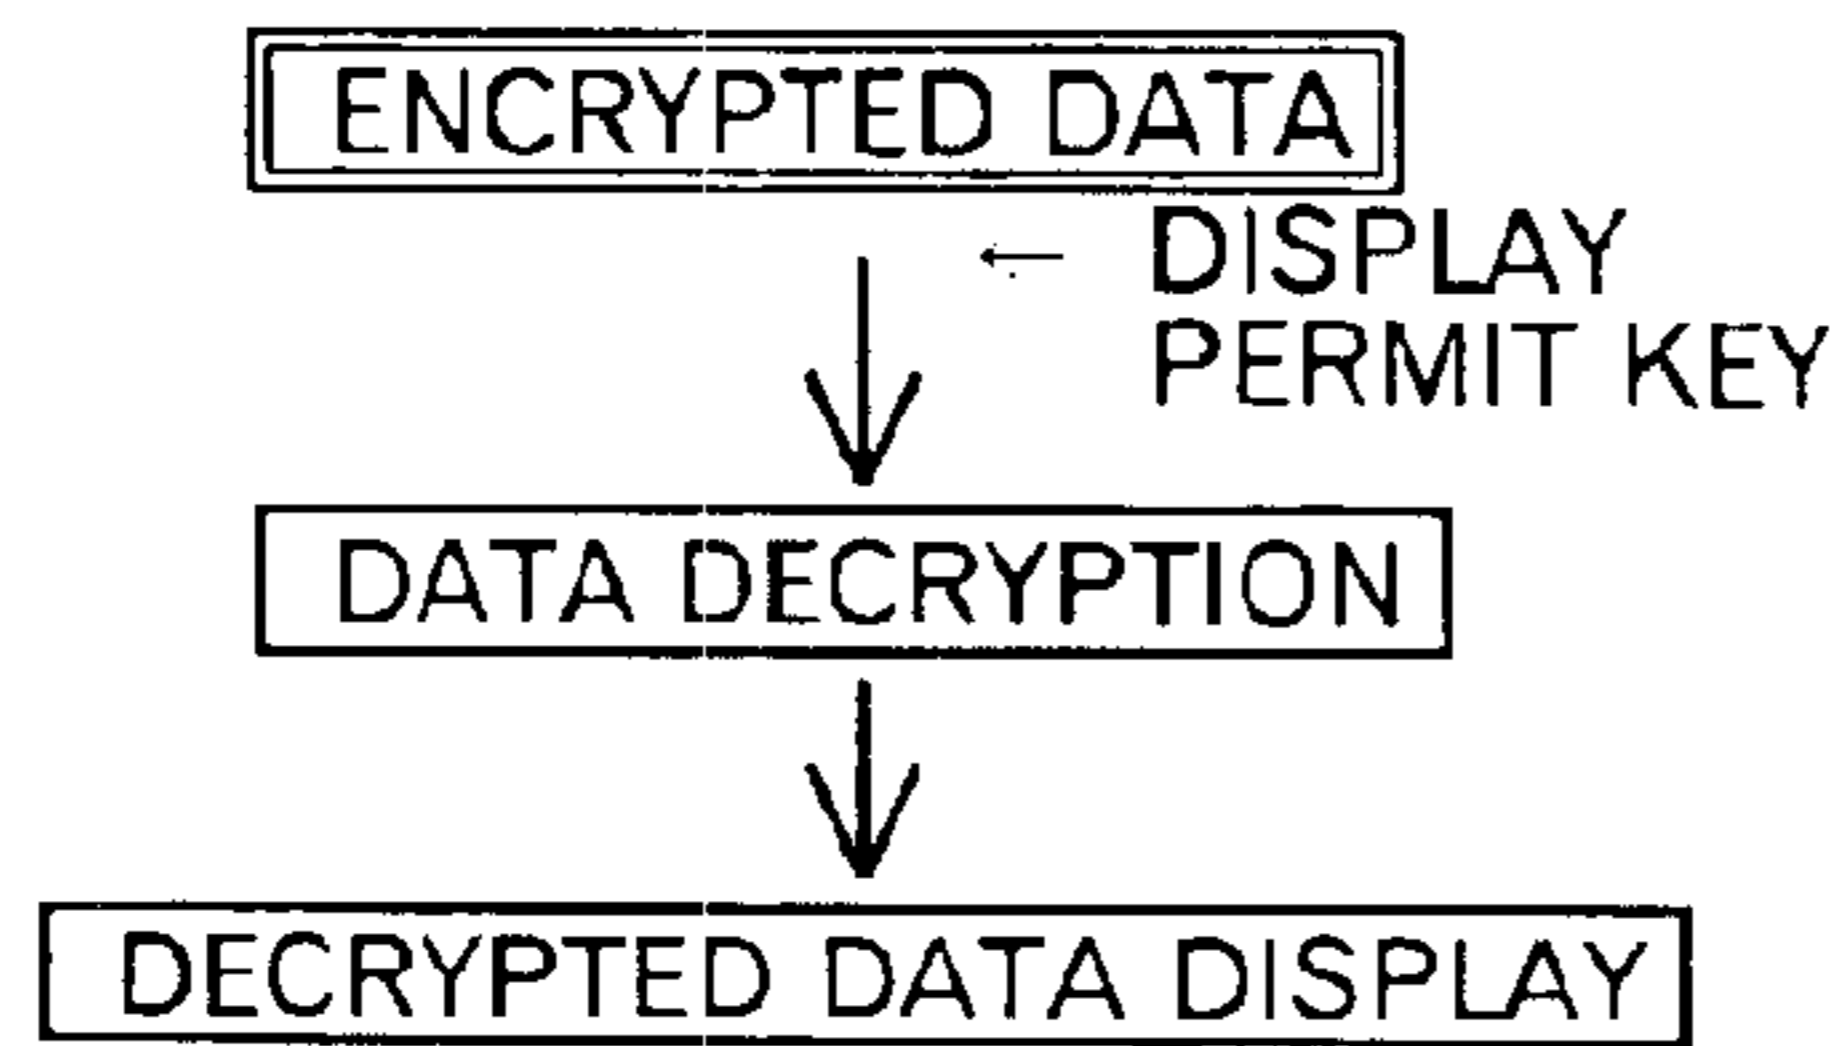 ENCRYPTED DATA
DISPLAY
PERMIT KEY
DATA DECRYPTION
DECRYPTED DATA DISPLAY